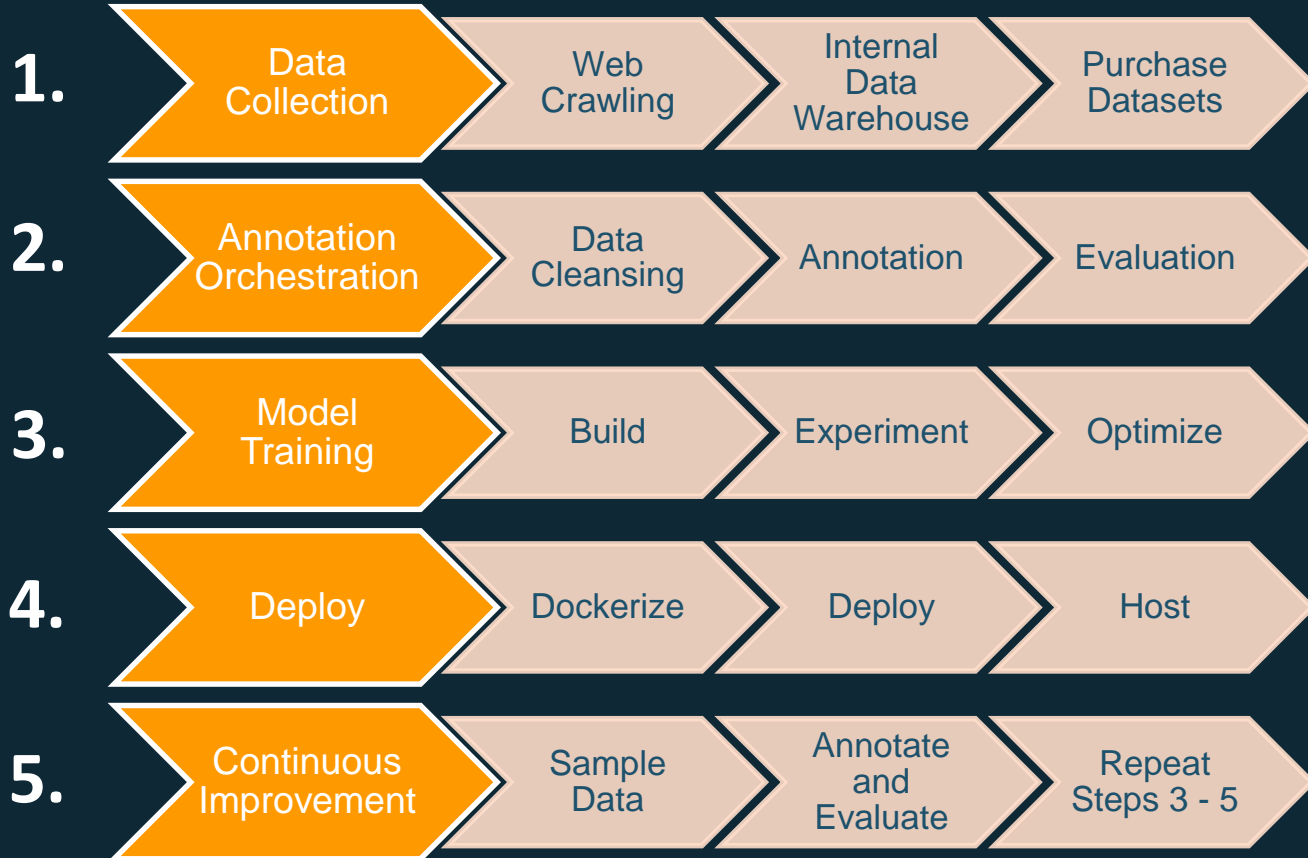 1.
Data
Collection
Web
Crawling
Internal
Data
Warehouse
Purchase
Datasets
2.
Annotation
Orchestration
Data
Cleansing
Annotation
Evaluation
3.
Model
Training
Build
Experiment
Optimize
4.
Deploy
Dockerize
Deploy
Host
5.
Continuous
Improvement
Sample
Data
Annotate
and
Evaluate
Repeat
Steps 3 - 5